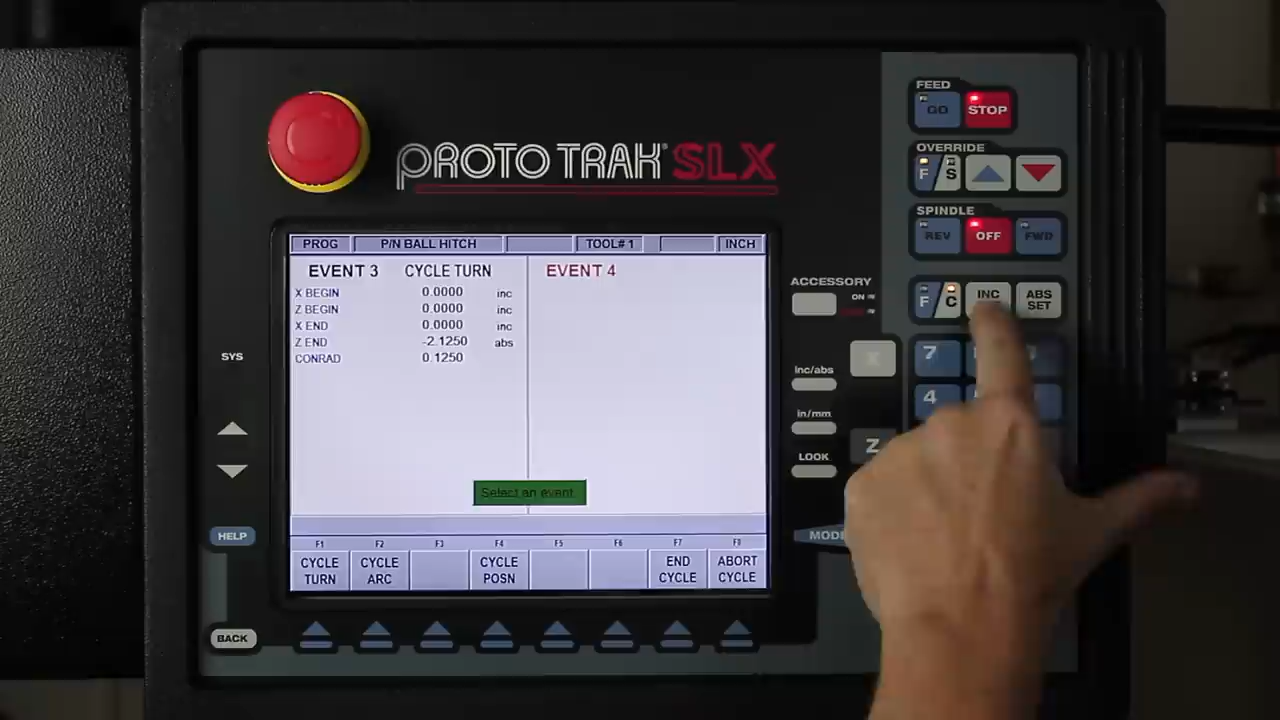 FEED
GO STOP
PROTO TRAK® SLX
OVERRIDE
F S
SPINDLE
REV OFF FWD
PROG P/N BALL HITCH TOOL# 1 INCH
EVENT 3 CYCLE TURN EVENT 4
X BEGIN 0.0000 inc
Z BEGIN 0.0000 inc
X END 0.0000 inc
Z END -2.1250 abs
CONRAD 0.1250
Select an event
F1 F2 F3 F4 F5 F6 F7 F8
CYCLE TURN
CYCLE ARC
CYCLE POSN
END CYCLE
ABORT CYCLE
SYS
HELP
BACK
ACCESSORY
ON
F C INC ABS SET
X 7
inc/abs
4
in/mm
LOOK Z
MODE